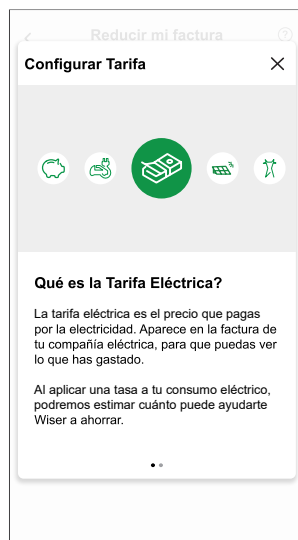 Reducir mi factura
Configurar Tarifa
Qué es la Tarifa Eléctrica?
La tarifa eléctrica es el precio que pagas
por la electricidad. Aparece en la factura de
tu compañía eléctrica, para que puedas ver
lo que has gastado.
Al aplicar una tasa a tu consumo eléctrico,
podremos estimar cuánto puede ayudarte
Wiser a ahorrar.